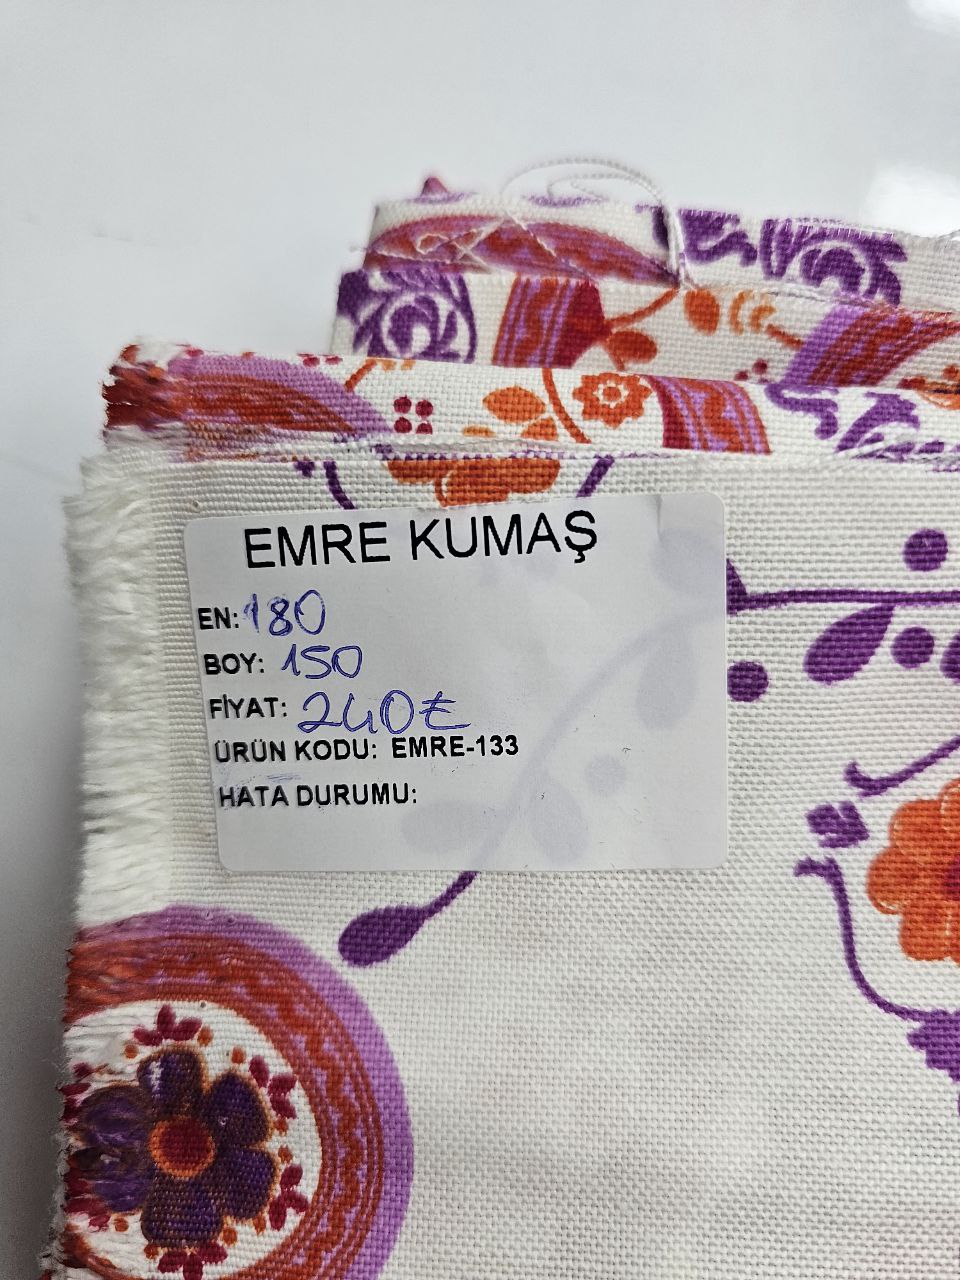 EMRE KUMAŞ
EN: 180
BOY: 150
FİYAT: 240₺
ÜRÜN KODU: EMRE-133
HATA DURUMU: